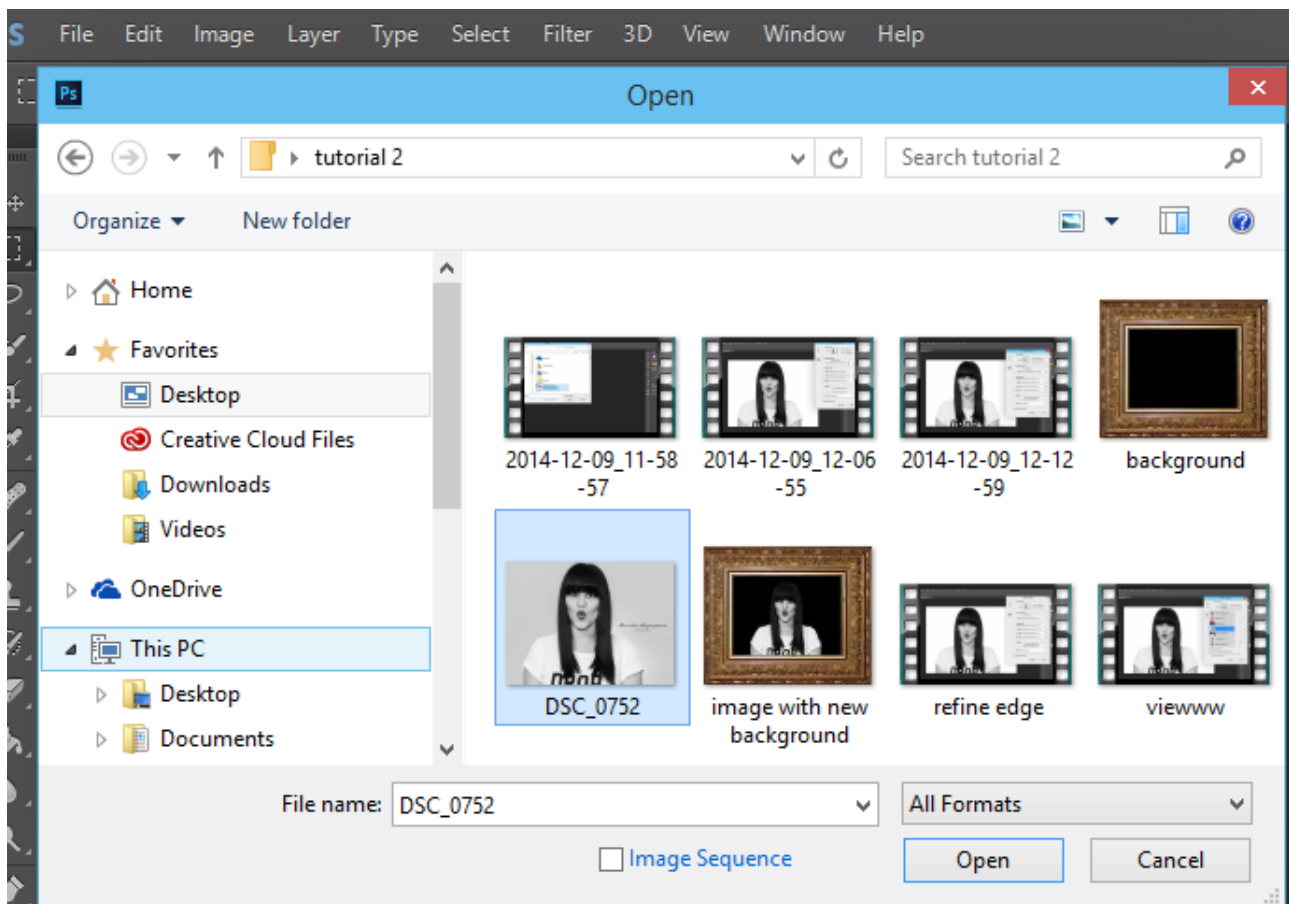 S File Edit Image Layer Type Select Filter 3D View Window Help
Ps Open
tutorial 2
Search tutorial 2
Organize New folder
Home
Favorites
Desktop
Creative Cloud Files
Downloads
Videos
OneDrive
This PC
Desktop
Documents
2014-12-09_11-58
-57
2014-12-09_12-06
-55
2014-12-09_12-12
-59
background
DSC_0752
image with new
background
refine edge
viewww
File name: DSC_0752
All Formats
Image Sequence
Open Cancel